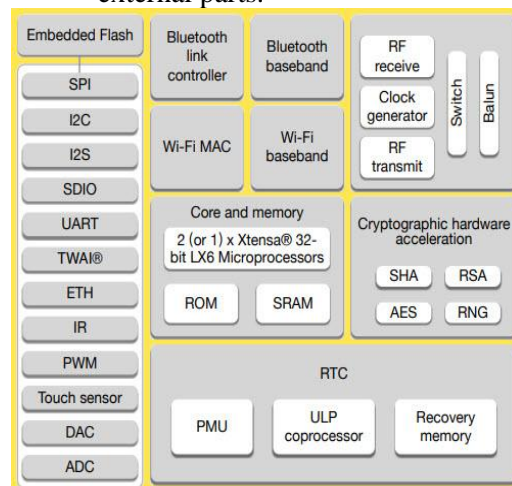 external parts.
Embedded Flash
SPI
I2C
I2S
SDIO
UART
TWAI®
ETH
IR
PWM
Touch sensor
DAC
ADC
Bluetooth
link
controller
Bluetooth
baseband
Wi-Fi MAC
Wi-Fi
baseband
RF
receive
Clock
generator
RF
transmit
Switch
Balun
Core and memory
2 (or 1) x Xtensa® 32-
bit LX6 Microprocessors
ROM
SRAM
Cryptographic hardware
acceleration
SHA
RSA
AES
RNG
RTC
PMU
ULP
coprocessor
Recovery
memory